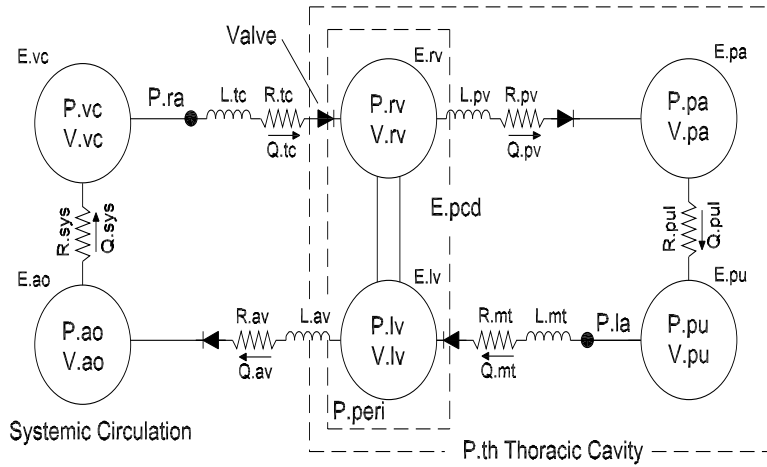 E.vc
Valve
E.rv
E.pa
P.ra
L.tc
R.tc
L.pv
R.pv
P.vc
V.vc
P.rv
V.rv
P.pa
V.pa
Q.tc
Q.pv
R.sys
Q.sys
E.pcd
R.pul
Q.pul
E.ao
E.lv
E.pu
R.av
L.av
R.mt
L.mt
P.la
P.ao
V.ao
P.lv
V.lv
P.pu
V.pu
Q.av
Q.mt
P.peri
Systemic Circulation
P.th Thoracic Cavity